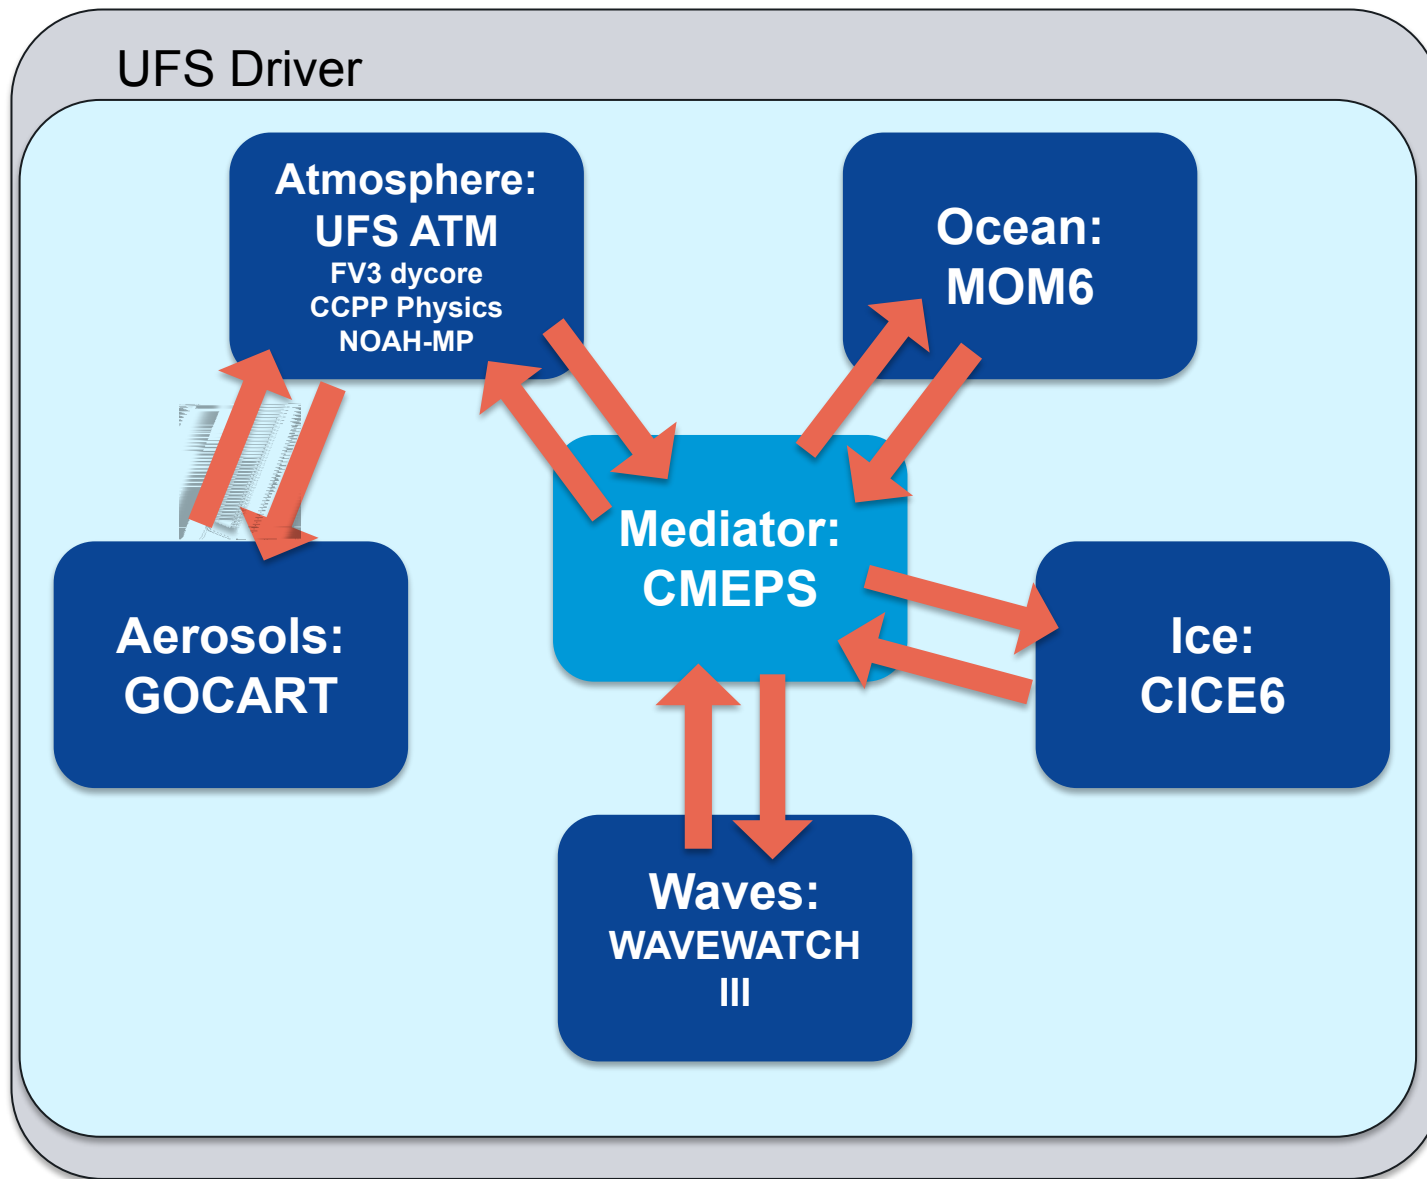 UFS Driver
Atmosphere:
UFS ATM
FV3 dycore
CCPP Physics
NOAH-MP
Ocean:
MOM6
Mediator:
CMEPS
Aerosols:
GOCART
Ice:
CICE6
Waves:
WAVEWATCH
III